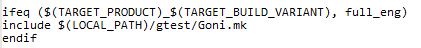 ifeq ($(TARGET_PRODUCT)_$(TARGET_BUILD_VARIANT), full_eng)
include $(LOCAL_PATH)/gtest/Goni.mk
endif